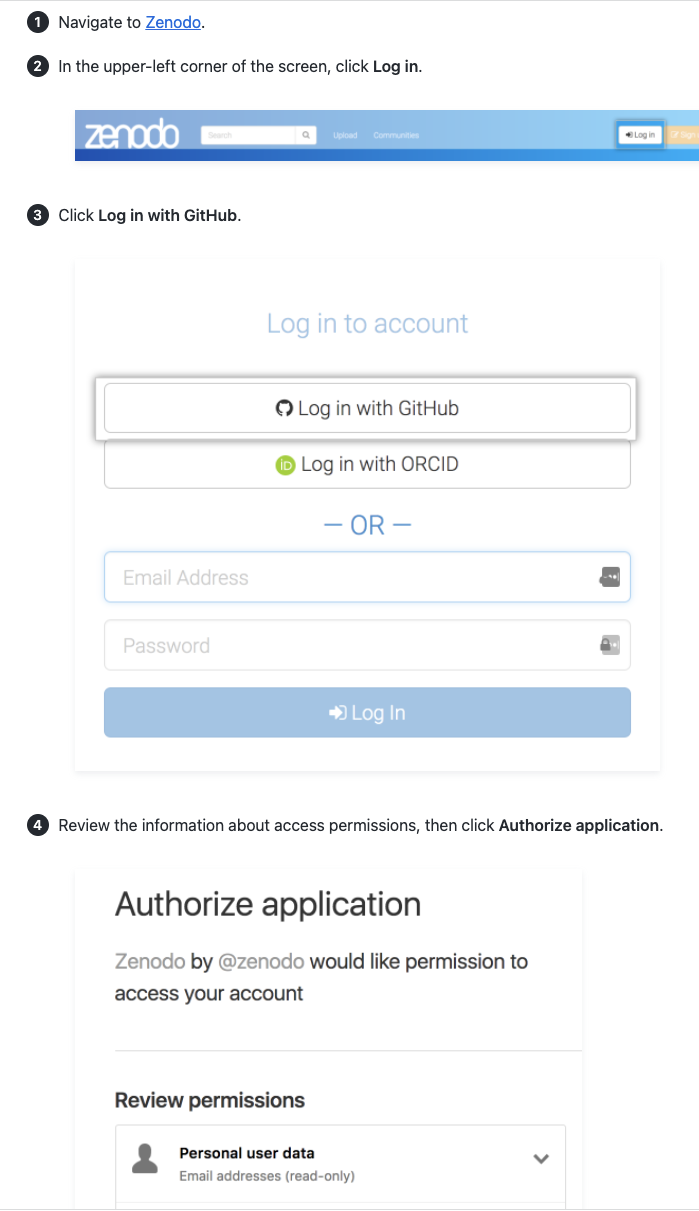 1 Navigate to Zenodo.
2 In the upper-left corner of the screen, click Log in.
zenodo Search Upload Communities Log in Sign
3 Click Log in with GitHub.
Log in to account
Log in with GitHub
iD Log in with ORCID
— OR —
Email Address
Password
Log In
4 Review the information about access permissions, then click Authorize application.
Authorize application
Zenodo by @zenodo would like permission to
access your account
Review permissions
Personal user data
Email addresses (read-only)